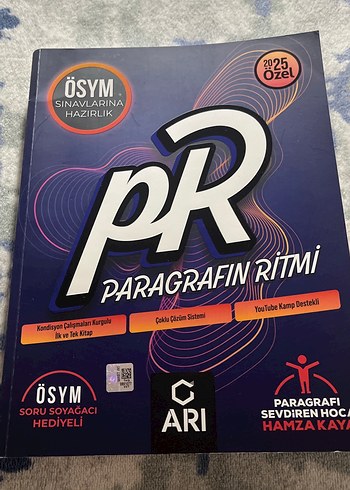 ÖSYM
SINAVLARINA
HAZIRLIK
2025
Özel
PR
PARAGRAFIN RİTMİ
Kondisyon Çalışmaları Kurgulu
İlk ve Tek Kitap
Çoklu Çözüm Sistemi
YouTube Kamp Destekli
ÖSYM
SORU SOYAĞACI
HEDİYELİ
ARI
PARAGRAFI
SEVDİREN HOCA
HAMZA KAYA